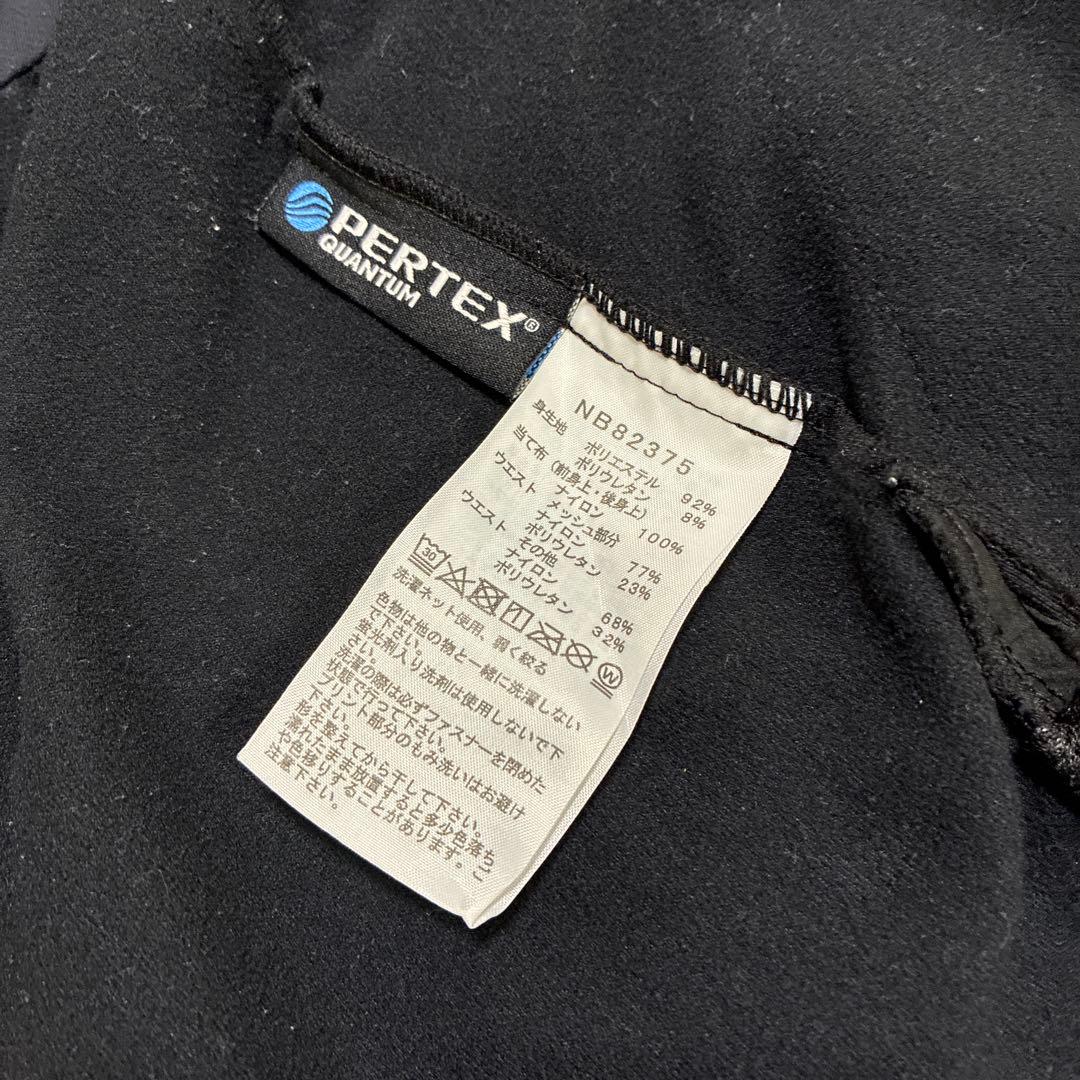 PERTEX®
QUANTUM
NB82375
身生地 ポリエステル 92%
ポリウレタン 8%
当て布(前身上・後身上)
ナイロン 100%
ウエスト メッシュ部分
ナイロン 77%
ポリウレタン 23%
ウエスト その他
ナイロン 68%
ポリウレタン 32%
30
W
洗濯ネット使用、弱く絞る
色物は他の物と一緒に洗濯しない
で下さい。
蛍光剤入り洗剤は使用しないで下
さい。
洗濯の際は必ずファスナーを閉めた
状態で行って下さい。
プリント部分のもみ洗いはお避け
下さい。
形を整えてから干して下さい。
濡れたまま放置すると多少色落ち
や色移りすることがあります。ご
注意下さい。